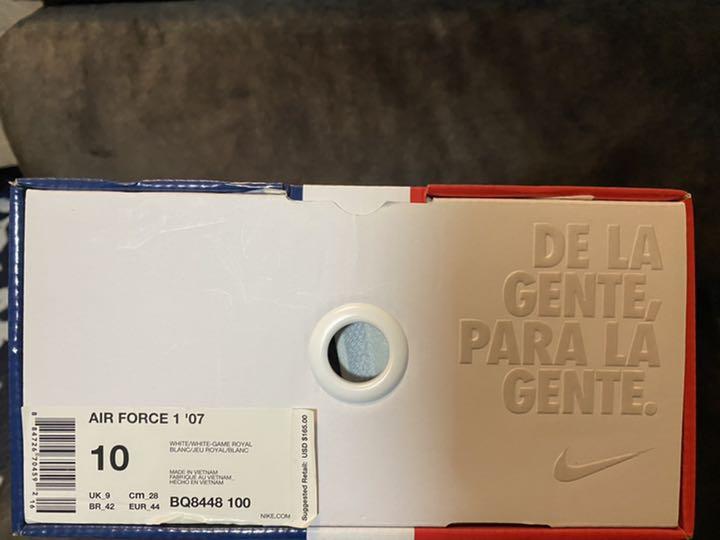 DE LA
GENTE,
PARA LA
GENTE.
AIR FORCE 1 '07
10
WHITE/WHITE-GAME ROYAL
BLANC/JEU ROYAL/BLANC
MADE IN VIETNAM
FABRIQUÉ AU VIETNAM
HECHO EN VIETNAM
UK_9 cm_28
BR_42 EUR_44
BQ8448 100
NIKE.COM
Suggested Retail: USD $165.00